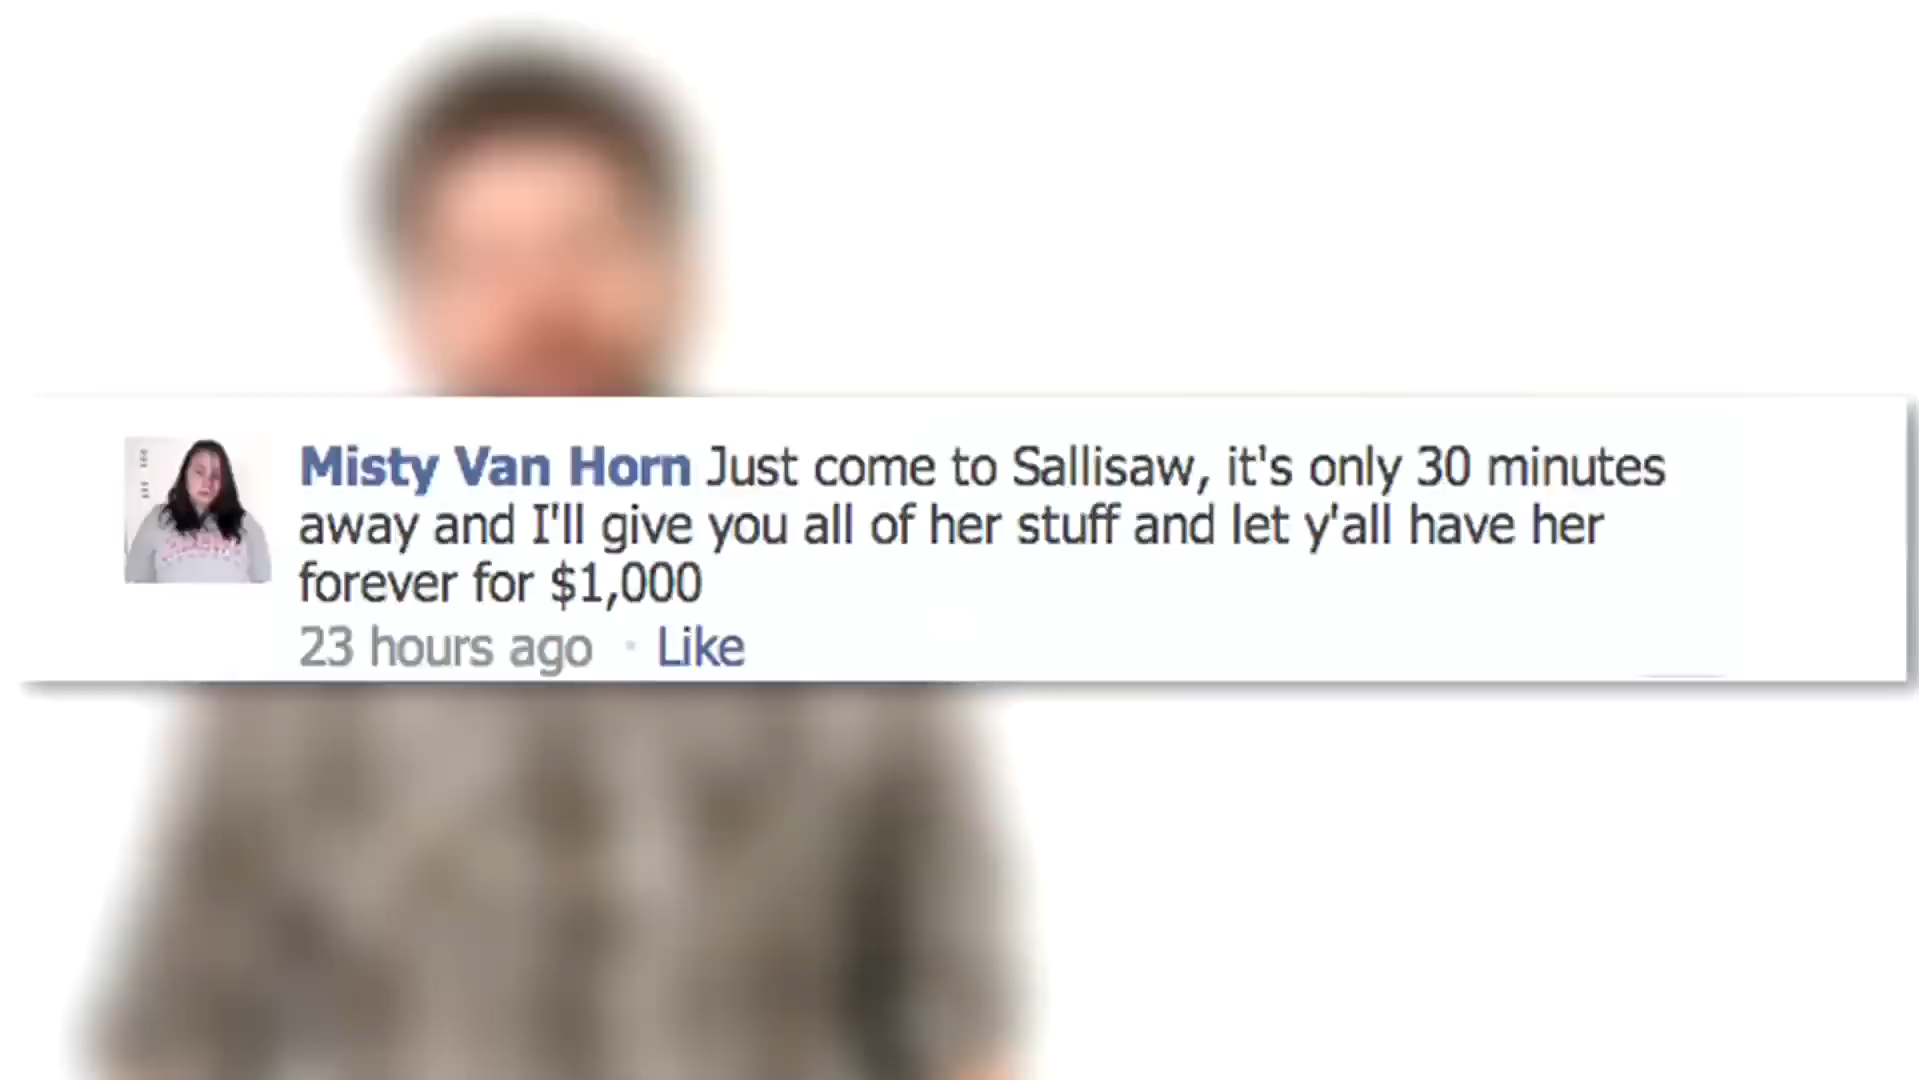 Misty Van Horn Just come to Sallisaw, it's only 30 minutes
away and I'll give you all of her stuff and let y'all have her
forever for $1,000
23 hours ago · Like